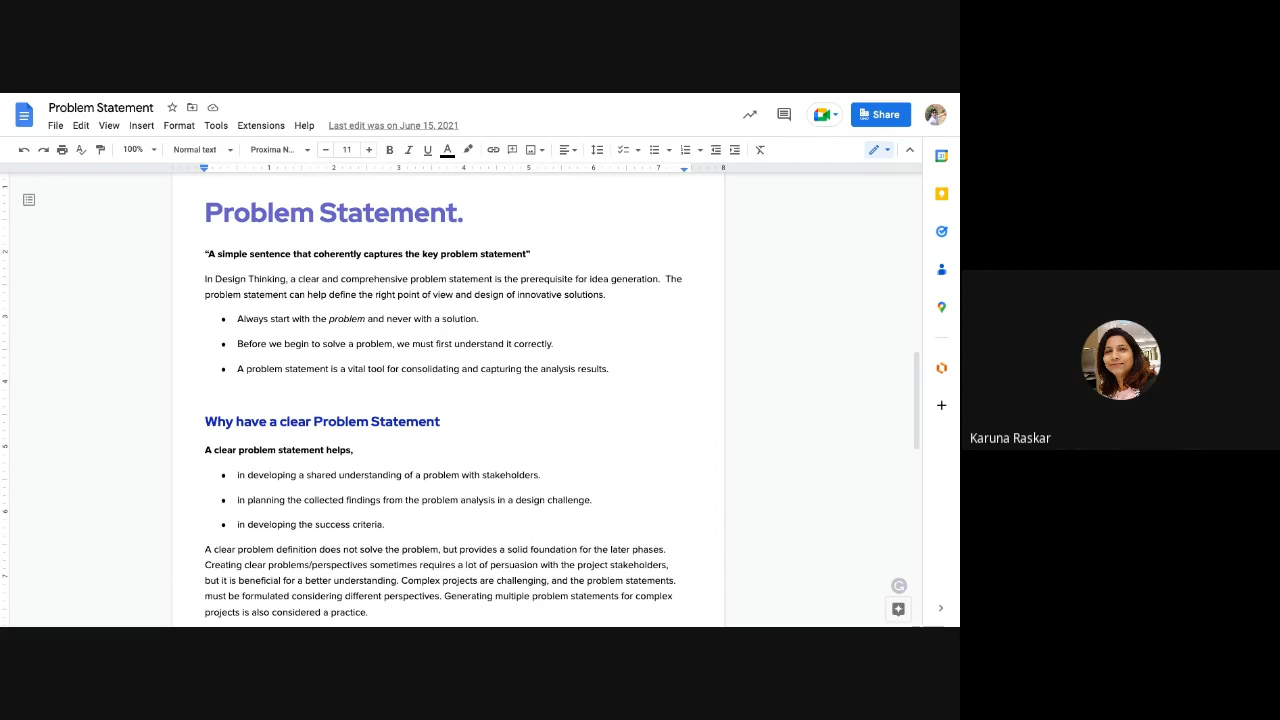 Problem Statement
File Edit View Insert Format Tools Extensions Help Last edit was on June 15, 2021
Share
100% Normal text Proxima N... 11 B I U A
1 2 3 4 5 6 7 8
Problem Statement.
“A simple sentence that coherently captures the key problem statement”
In Design Thinking, a clear and comprehensive problem statement is the prerequisite for idea generation. The
problem statement can help define the right point of view and design of innovative solutions.
● Always start with the problem and never with a solution.
● Before we begin to solve a problem, we must first understand it correctly.
● A problem statement is a vital tool for consolidating and capturing the analysis results.
Why have a clear Problem Statement
A clear problem statement helps,
● in developing a shared understanding of a problem with stakeholders.
● in planning the collected findings from the problem analysis in a design challenge.
● in developing the success criteria.
A clear problem definition does not solve the problem, but provides a solid foundation for the later phases.
Creating clear problems/perspectives sometimes requires a lot of persuasion with the project stakeholders,
but it is beneficial for a better understanding. Complex projects are challenging, and the problem statements.
must be formulated considering different perspectives. Generating multiple problem statements for complex
projects is also considered a practice.
Karuna Raskar